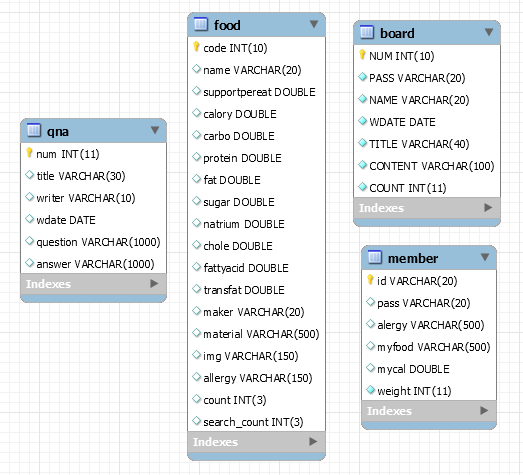 qna
num INT(11)
title VARCHAR(30)
writer VARCHAR(10)
wdate DATE
question VARCHAR(1000)
answer VARCHAR(1000)
Indexes
food
code INT(10)
name VARCHAR(20)
supportpereat DOUBLE
calory DOUBLE
carbo DOUBLE
protein DOUBLE
fat DOUBLE
sugar DOUBLE
natrium DOUBLE
chole DOUBLE
fattyacid DOUBLE
transfat DOUBLE
maker VARCHAR(20)
material VARCHAR(500)
img VARCHAR(150)
allergy VARCHAR(150)
count INT(3)
search_count INT(3)
Indexes
board
NUM INT(10)
PASS VARCHAR(20)
NAME VARCHAR(20)
WDATE DATE
TITLE VARCHAR(40)
CONTENT VARCHAR(100)
COUNT INT(11)
Indexes
member
id VARCHAR(20)
pass VARCHAR(20)
alergy VARCHAR(500)
myfood VARCHAR(500)
mycal DOUBLE
weight INT(11)
Indexes